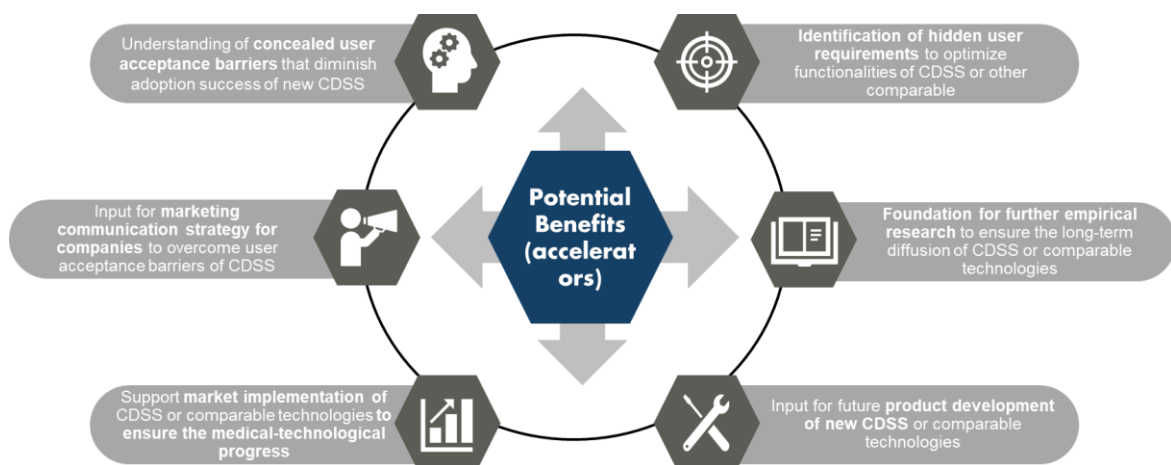 Understanding of concealed user
acceptance barriers that diminish
adoption success of new CDSS
Identification of hidden user
requirements to optimize
functionalities of CDSS or other
comparable
Input for marketing
communication strategy for
companies to overcome user
acceptance barriers of CDSS
Potential
Benefits
(accelerat
ors)
Foundation for further empirical
research to ensure the long-term
diffusion of CDSS or comparable
technologies
Support market implementation of
CDSS or comparable technologies to
ensure the medical-technological
progress
Input for future product development
of new CDSS or comparable
technologies